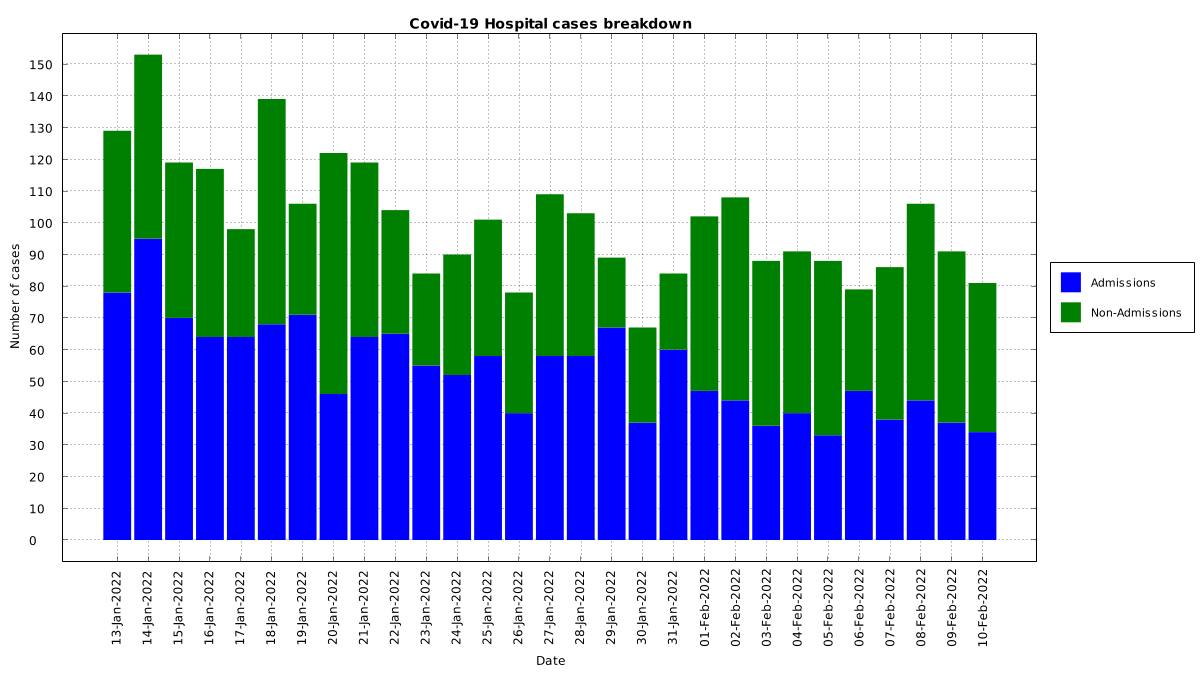 Covid-19 Hospital cases breakdown
Number of cases
150
140
130
120
110
100
90
80
70
60
50
40
30
20
10
0
13-Jan-2022
14-Jan-2022
15-Jan-2022
16-Jan-2022
17-Jan-2022
18-Jan-2022
19-Jan-2022
20-Jan-2022
21-Jan-2022
22-Jan-2022
23-Jan-2022
24-Jan-2022
25-Jan-2022
26-Jan-2022
27-Jan-2022
28-Jan-2022
29-Jan-2022
30-Jan-2022
31-Jan-2022
01-Feb-2022
02-Feb-2022
03-Feb-2022
04-Feb-2022
05-Feb-2022
06-Feb-2022
07-Feb-2022
08-Feb-2022
09-Feb-2022
10-Feb-2022
Date
Admissions
Non-Admissions